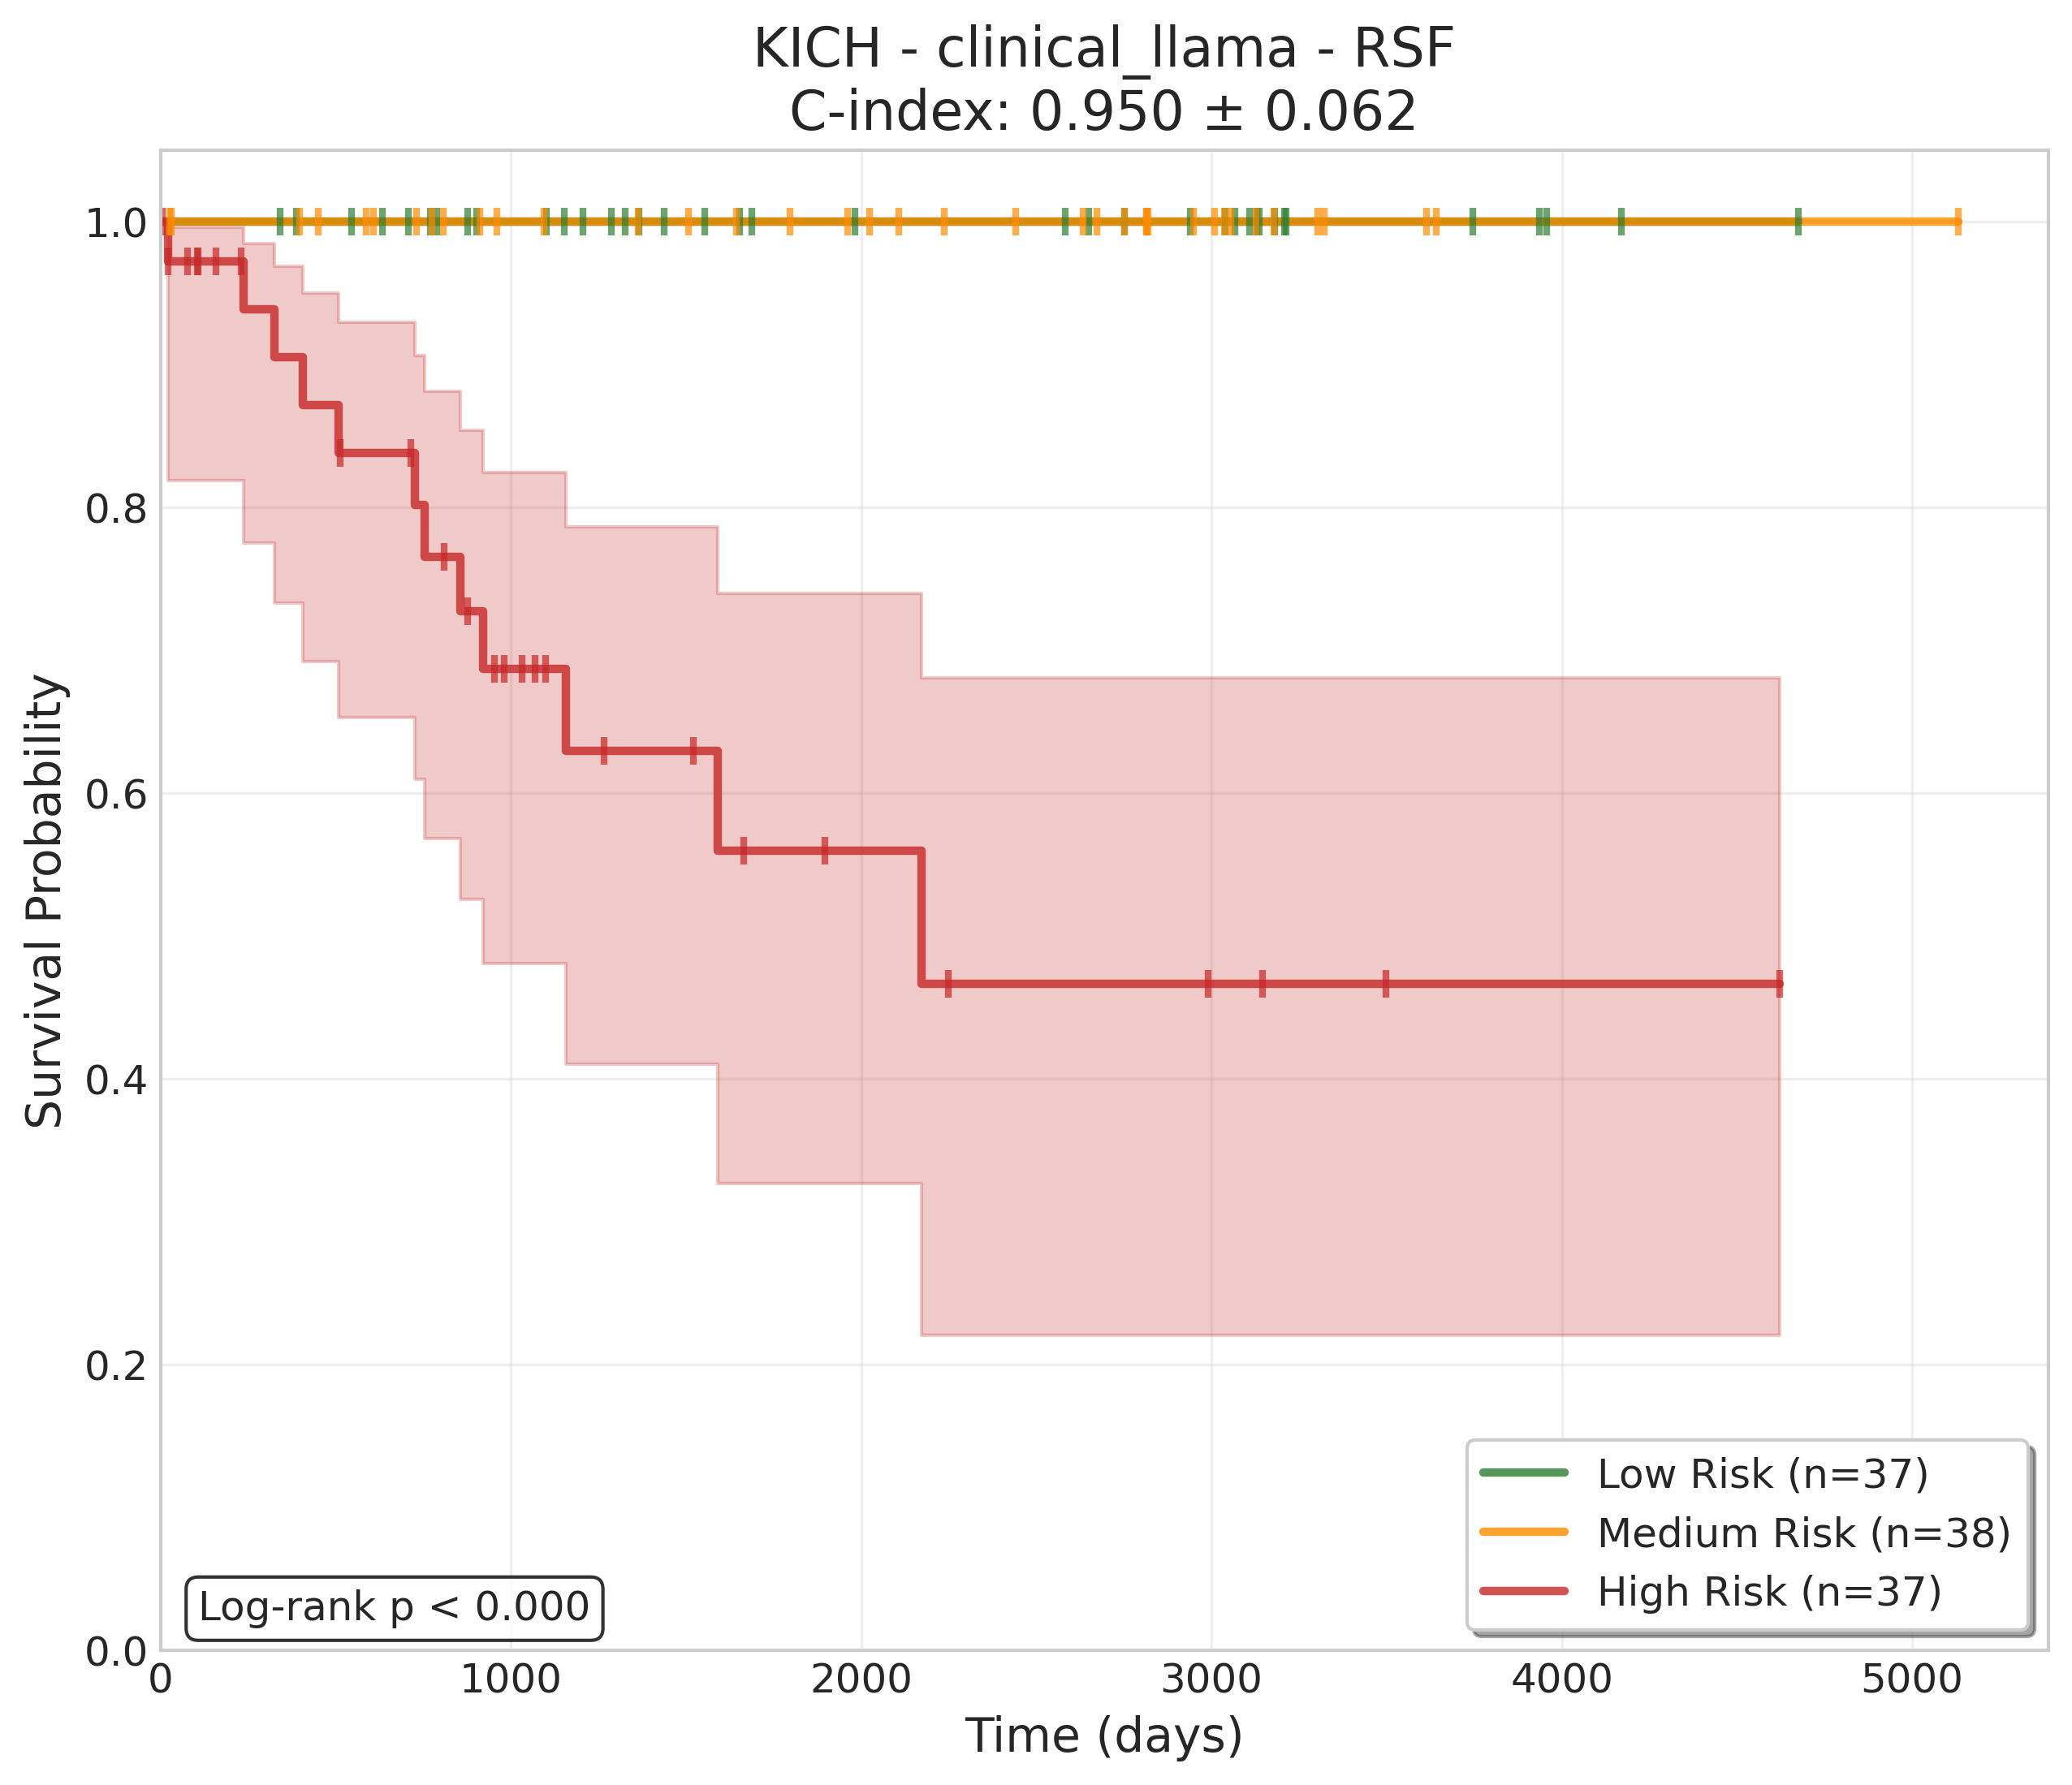 KICH - clinical_llama - RSF
C-index: 0.950 ± 0.062
Survival Probability
1.0
0.8
0.6
0.4
0.2
0.0
0
1000
2000
3000
4000
5000
Time (days)
Log-rank p < 0.000
Low Risk (n=37)
Medium Risk (n=38)
High Risk (n=37)